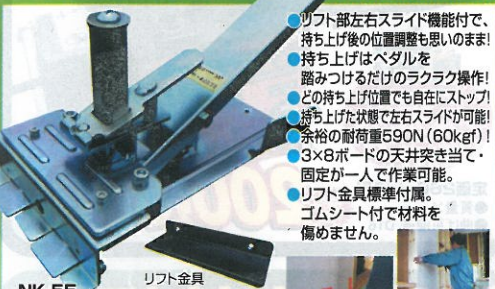 ●リフト部左右スライド機能付で、
持ち上げ後の位置調整も思いのまま!
●持ち上げはペダルを
踏みつけるだけのラクラク操作!
●どの持ち上げ位置でも自在にストップ!
●持ち上げた状態で左右スライドが可能!
●余裕の耐荷重590N(60kgf)!
●3×8ボードの天井突き当て・
固定が一人で作業可能。
●リフト金具標準付属。
ゴムシート付で材料を
傷めません。
リフト金具